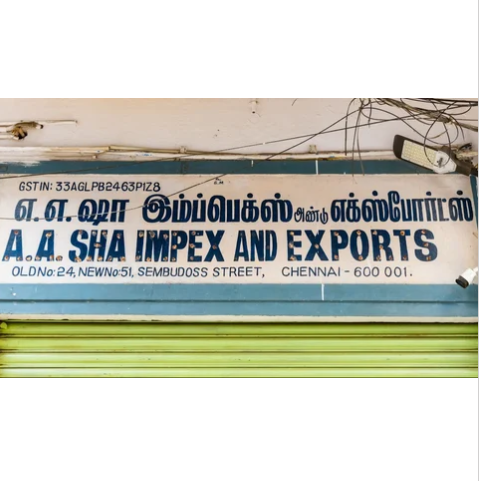 GSTIN: 33AGLPB2463P1Z8
எ.எ.ஷா இம்ப்பெக்ஸ் அண்டு எக்ஸ்போர்ட்ஸ்
A.A. SHA IMPEX AND EXPORTS
OLD No: 24, NEW No: 51, SEMBUDOSS STREET, CHENNAI - 600 001.